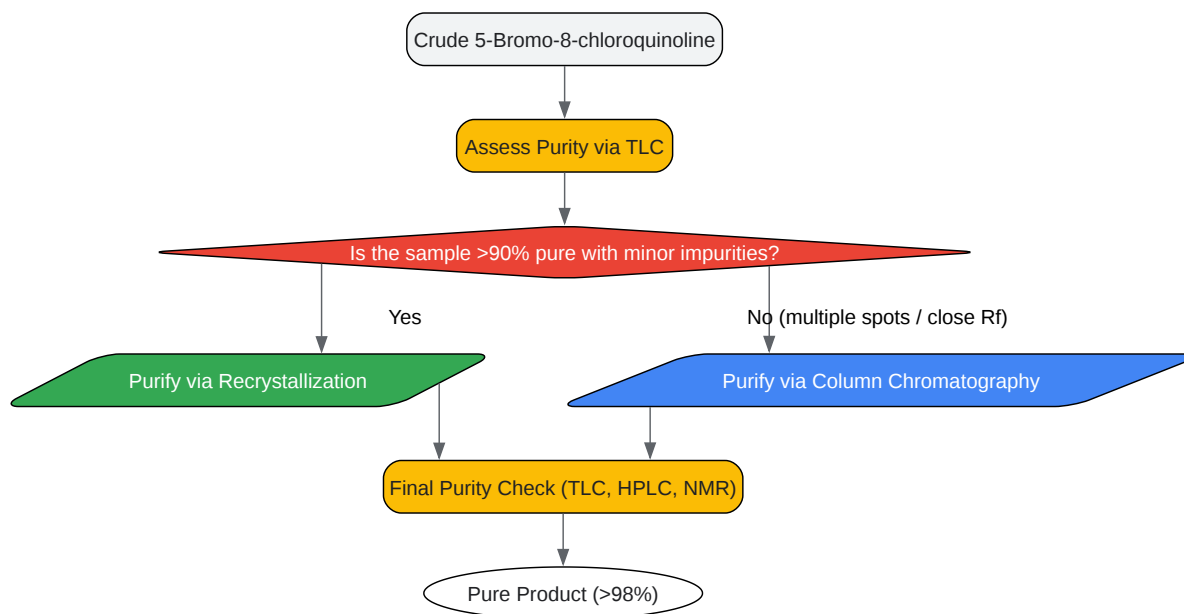 Crude 5-Bromo-8-chloroquinoline
Assess Purity via TLC
Is the sample >90% pure with minor impurities?
Yes
No (multiple spots / close Rf)
Purify via Recrystallization
Purify via Column Chromatography
Final Purity Check (TLC, HPLC, NMR)
Pure Product (>98%)